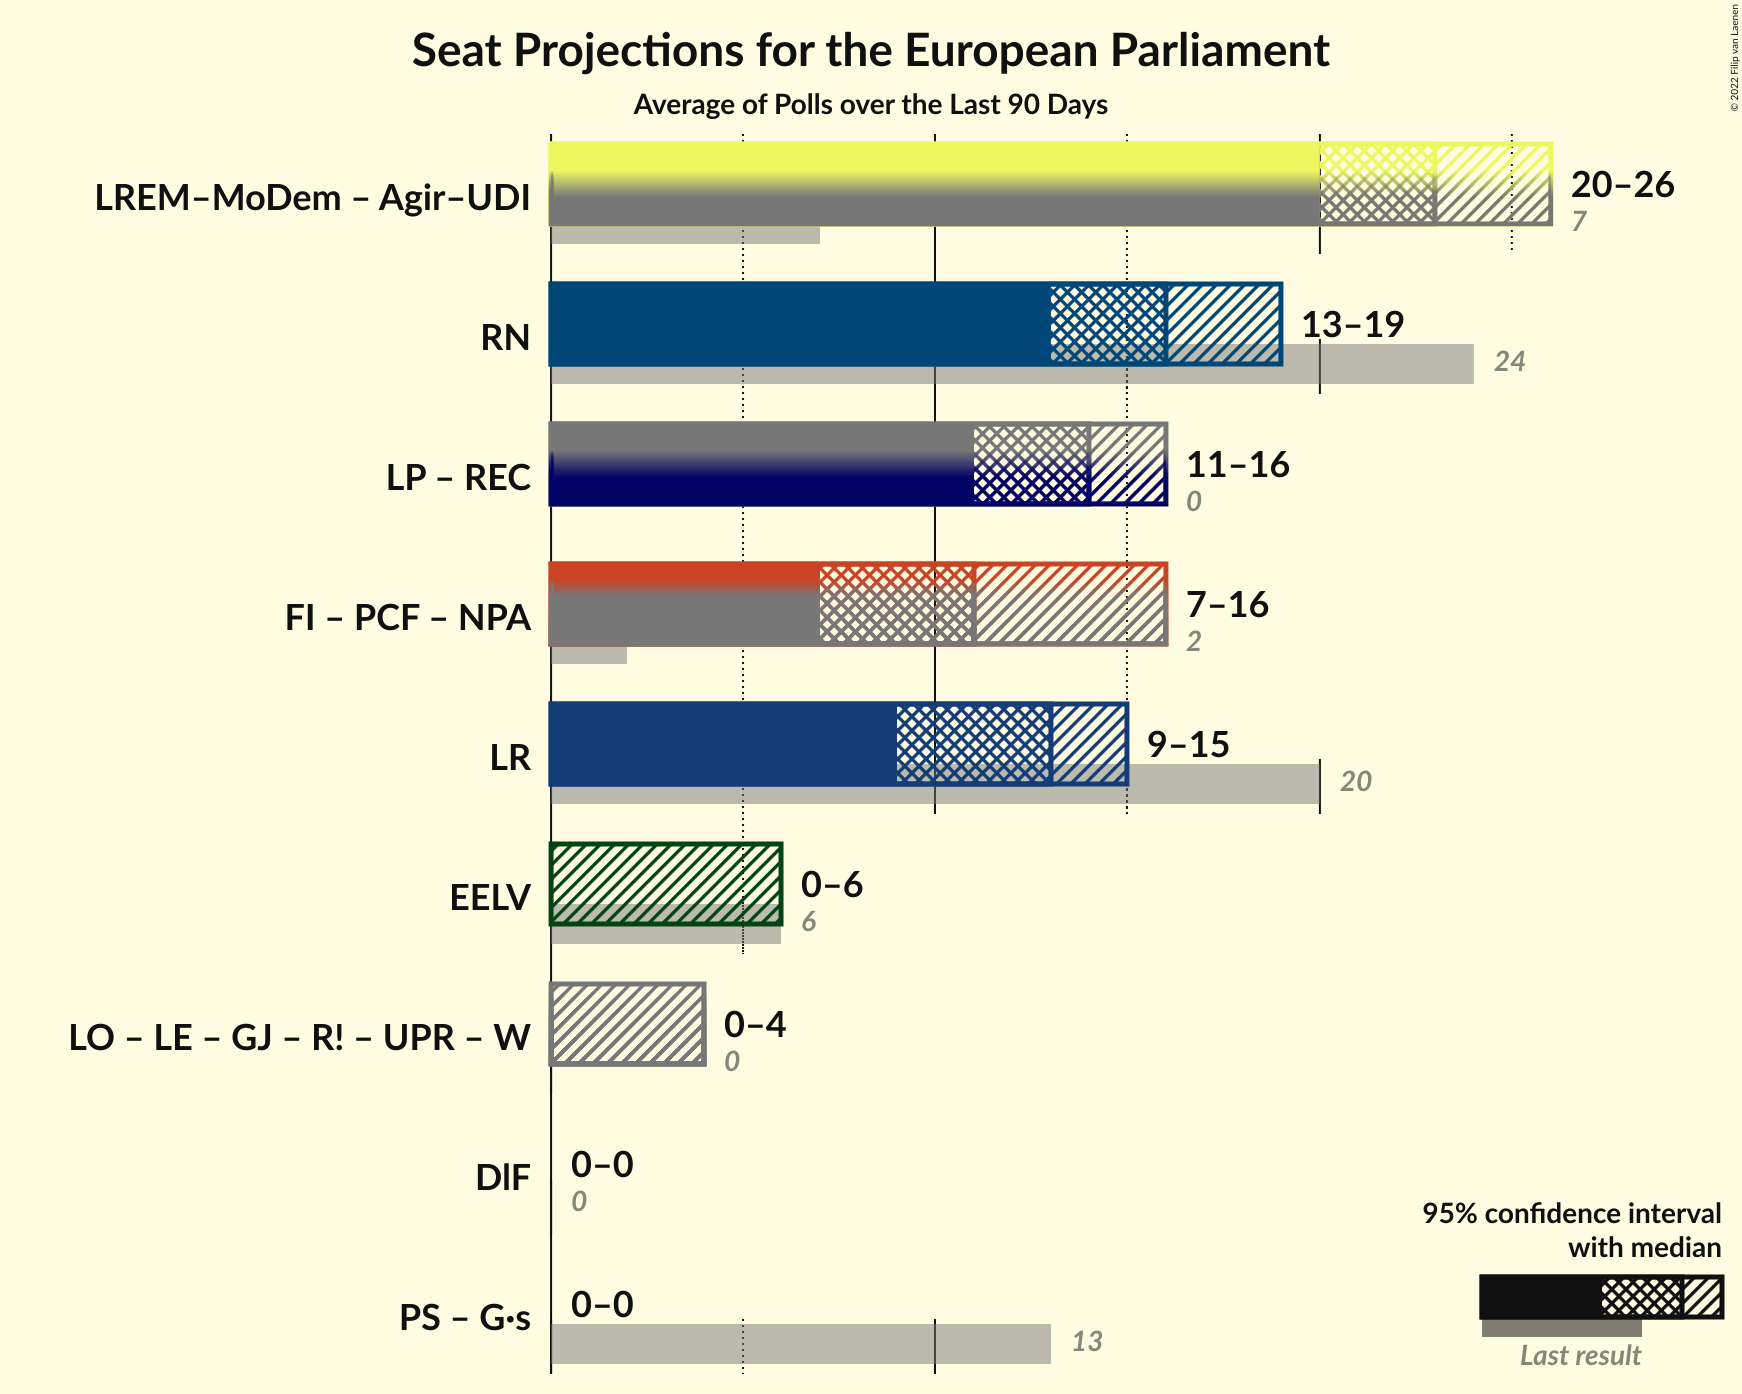 Seat Projections for the European Parliament
Average of Polls over the Last 90 Days
© 2022 Filip van Laenen
LREM–MoDem – Agir–UDI
20–26
7
RN
13–19
24
LP – REC
11–16
0
FI – PCF – NPA
7–16
2
LR
9–15
20
EELV
0–6
6
LO – LE – GJ – R! – UPR – W
0–4
0
DlF
0–0
0
PS – G·s
0–0
13
95% confidence interval
with median
Last result